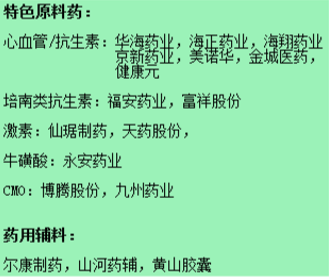 特色原料药：
心血管/抗生素：华海药业，海正药业，海翔药业
京新药业，美诺华，金城医药，
健康元
培南类抗生素：福安药业，富祥股份
激素：仙琚制药，天药股份，
牛磺酸：永安药业
CMO：博腾股份，九州药业
药用辅料：
尔康制药，山河药辅，黄山胶囊